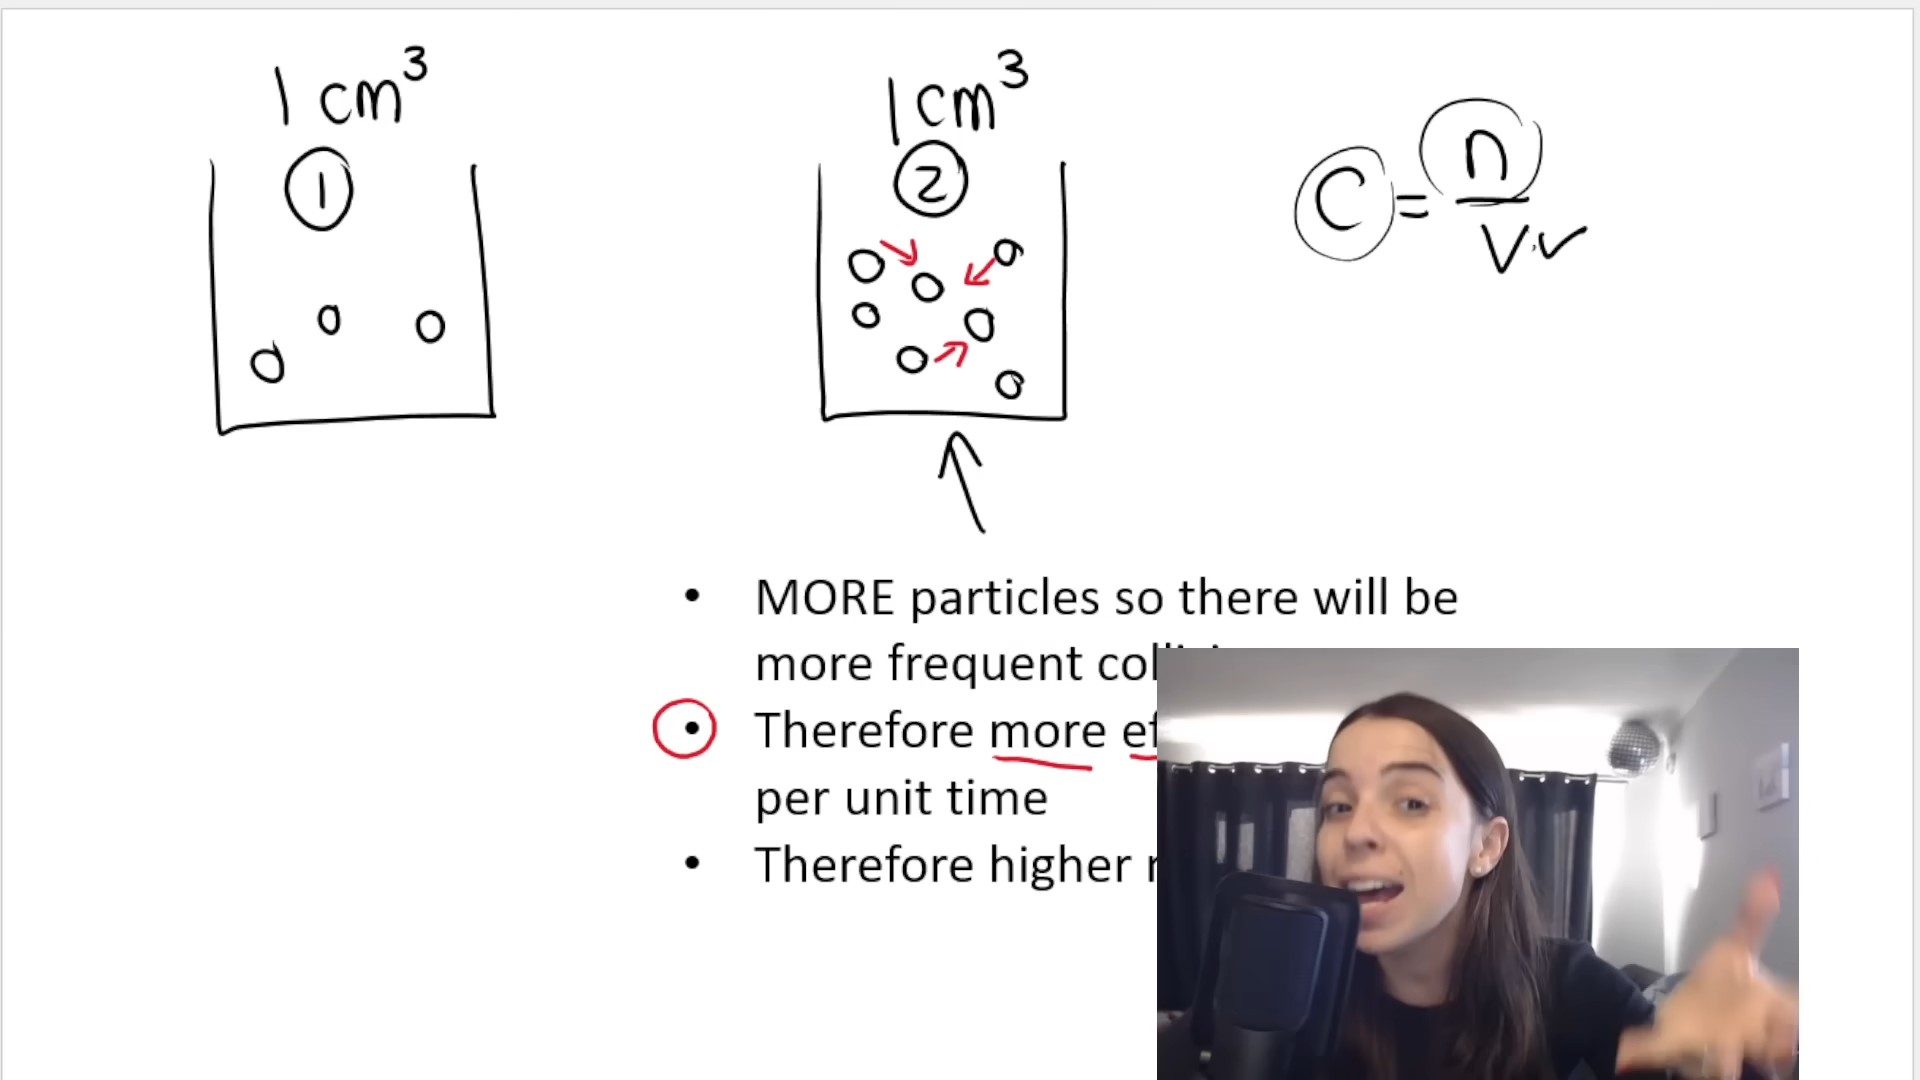 1 cm³
1 cm³
①
②
C = n
V
• MORE particles so there will be
more frequent
• Therefore more
per unit time
• Therefore higher